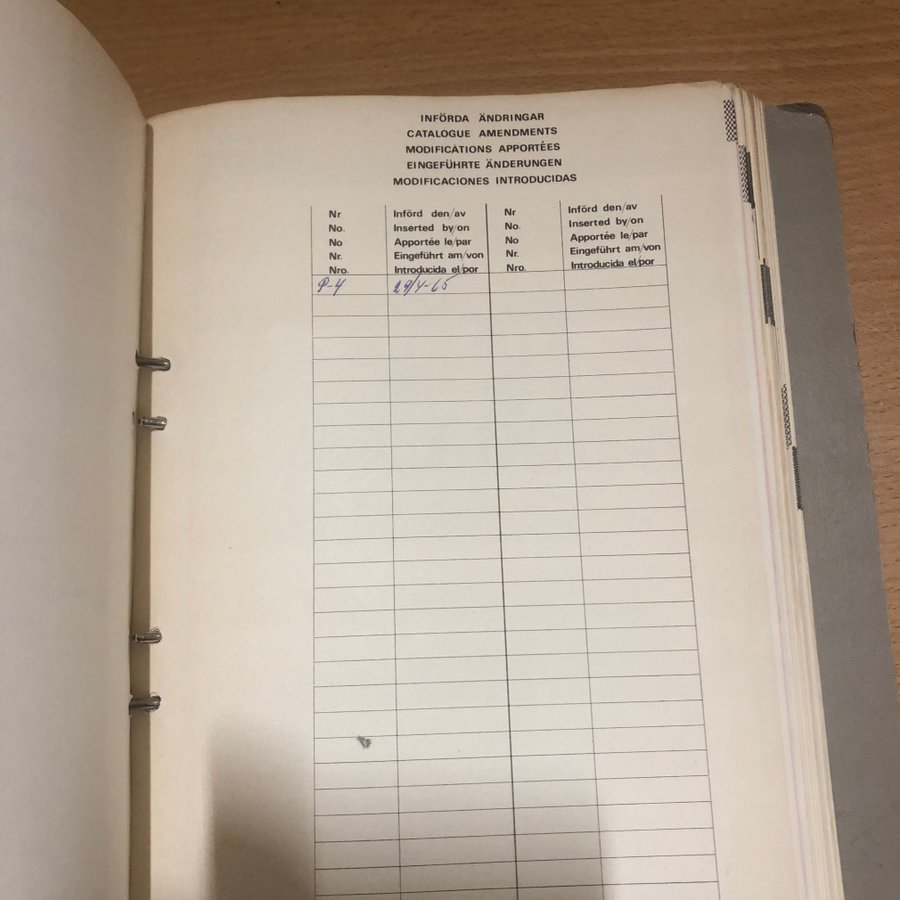 INFÖRDA ÄNDRINGAR
CATALOGUE AMENDMENTS
MODIFICATIONS APPORTÉES
EINGEFÜHRTE ÄNDERUNGEN
MODIFICACIONES INTRODUCIDAS
Nr Införd den/av Nr Införd den/av
No. Inserted by/on No. Inserted by/on
No Apportée le/par No Apportée le/par
Nr. Eingeführt am/von Nr. Eingeführt am/von
Nro. Introducida el/por Nro. Introducida el/por
9-4 29/4-65